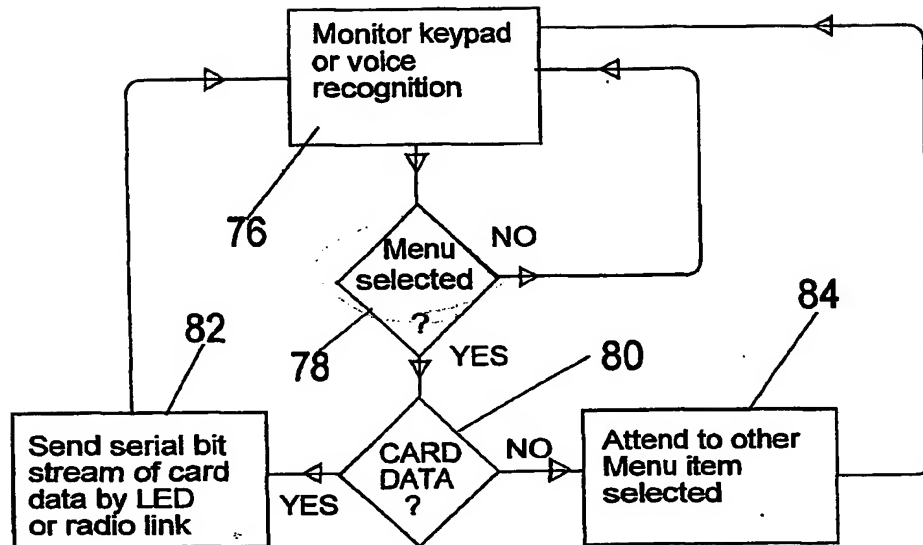 Monitor keypad
or voice
recognition
76
Menu
selected
?
NO
78
YES
84
82
80
Send serial bit
stream of card
data by LED
or radio link
YES
CARD
DATA
?
NO
Attend to other
Menu item
selected